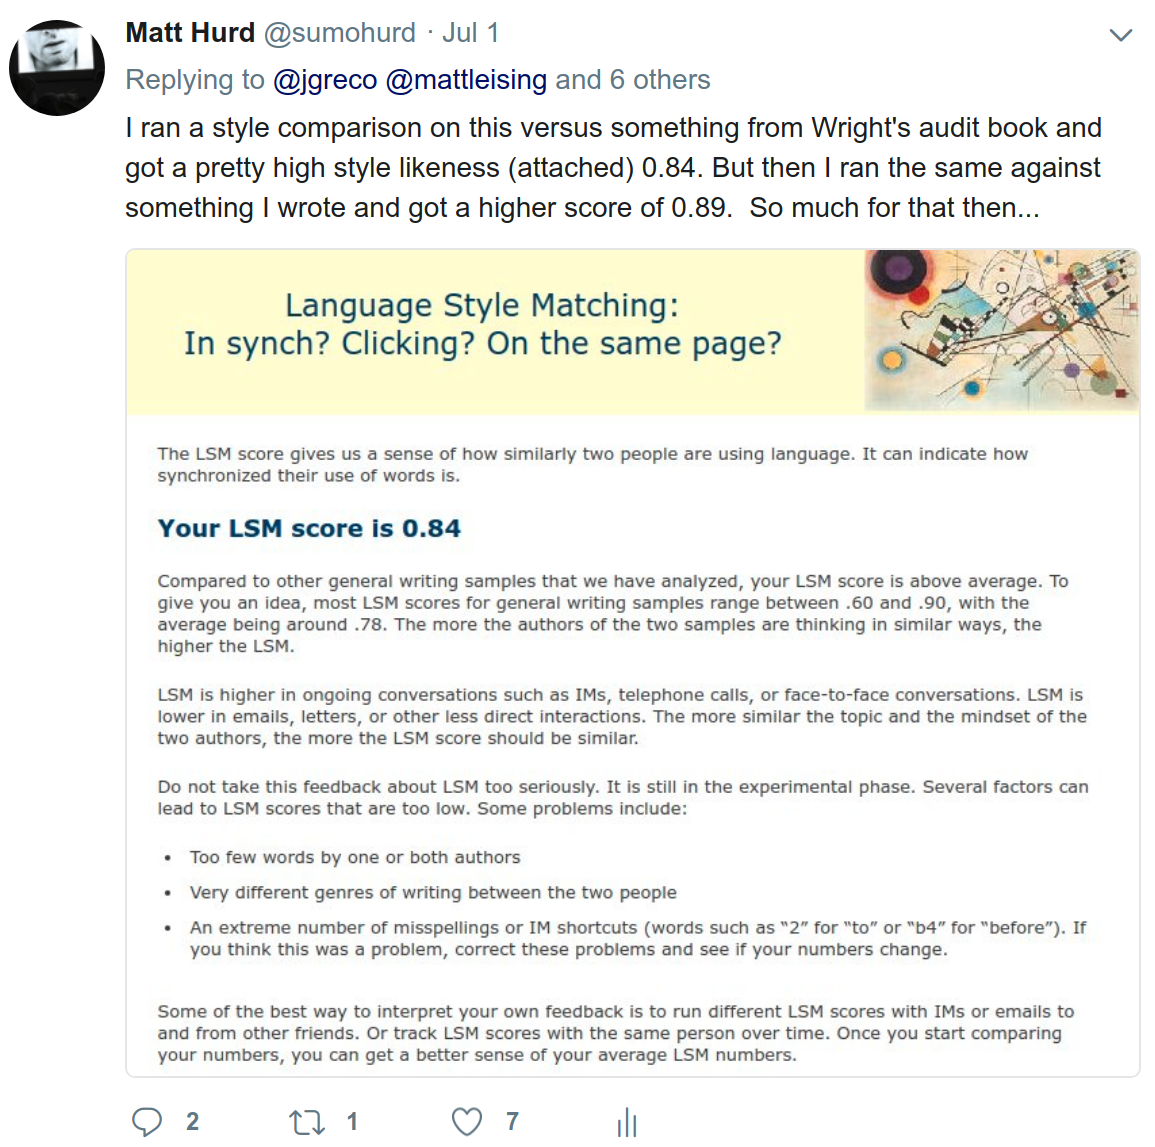 Matt Hurd @sumohurd · Jul 1
Replying to @jgreco @mattleising and 6 others
I ran a style comparison on this versus something from Wright's audit book and
got a pretty high style likeness (attached) 0.84. But then I ran the same against
something I wrote and got a higher score of 0.89.  So much for that then...
Language Style Matching:
In synch? Clicking? On the same page?
The LSM score gives us a sense of how similarly two people are using language. It can indicate how
synchronized their use of words is.
Your LSM score is 0.84
Compared to other general writing samples that we have analyzed, your LSM score is above average. To
give you an idea, most LSM scores for general writing samples range between .60 and .90, with the
average being around .78. The more the authors of the two samples are thinking in similar ways, the
higher the LSM.
LSM is higher in ongoing conversations such as IMs, telephone calls, or face-to-face conversations. LSM is
lower in emails, letters, or other less direct interactions. The more similar the topic and the mindset of the
two authors, the more the LSM score should be similar.
Do not take this feedback about LSM too seriously. It is still in the experimental phase. Several factors can
lead to LSM scores that are too low. Some problems include:
• Too few words by one or both authors
• Very different genres of writing between the two people
• An extreme number of misspellings or IM shortcuts (words such as “2” for “to” or “b4” for “before”). If
you think this was a problem, correct these problems and see if your numbers change.
Some of the best way to interpret your own feedback is to run different LSM scores with IMs or emails to
and from other friends. Or track LSM scores with the same person over time. Once you start comparing
your numbers, you can get a better sense of your average LSM numbers.
2 1 7